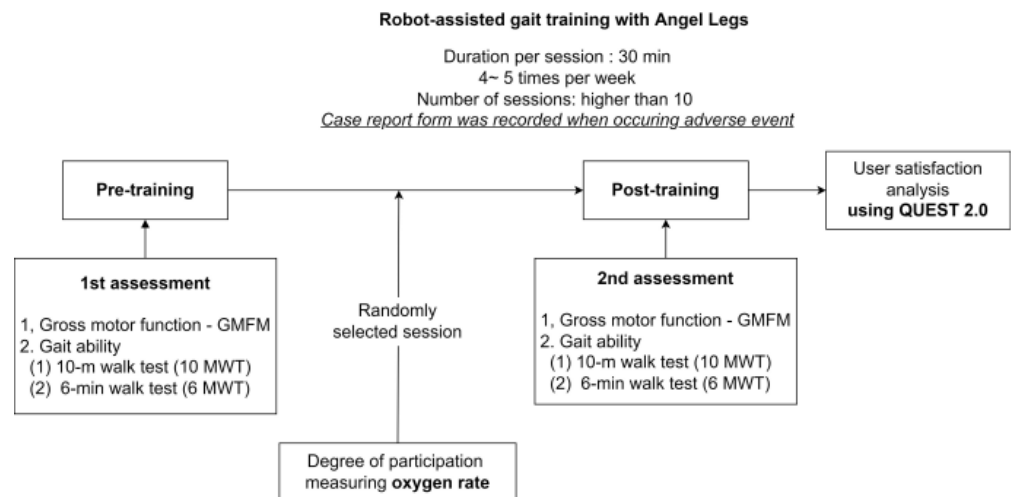 Robot-assisted gait training with Angel Legs
Duration per session : 30 min
4~ 5 times per week
Number of sessions: higher than 10
Case report form was recorded when occuring adverse event
Pre-training
Post-training
User satisfaction
analysis
using QUEST 2.0
1st assessment
1, Gross motor function - GMFM
2. Gait ability
(1) 10-m walk test (10 MWT)
(2) 6-min walk test (6 MWT)
Randomly
selected session
2nd assessment
1, Gross motor function - GMFM
2. Gait ability
(1) 10-m walk test (10 MWT)
(2) 6-min walk test (6 MWT)
Degree of participation
measuring oxygen rate